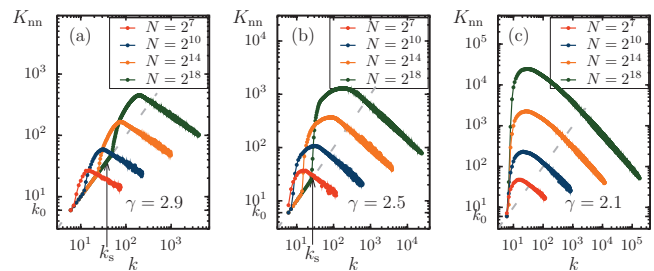 K_nn (a) N = 2^7
N = 2^10
N = 2^14
N = 2^18
10^3
10^2
10^1
k_0
γ = 2.9
10^1 10^2 10^3
k_s
k
K_nn (b) N = 2^7
N = 2^10
N = 2^14
N = 2^18
10^4
10^3
10^2
10^1
k_0
γ = 2.5
10^1 10^2 10^3 10^4
k_s
k
K_nn (c) N = 2^7
N = 2^10
N = 2^14
N = 2^18
10^5
10^4
10^3
10^2
10^1
k_0
γ = 2.1
10^1 10^2 10^3 10^4 10^5
k